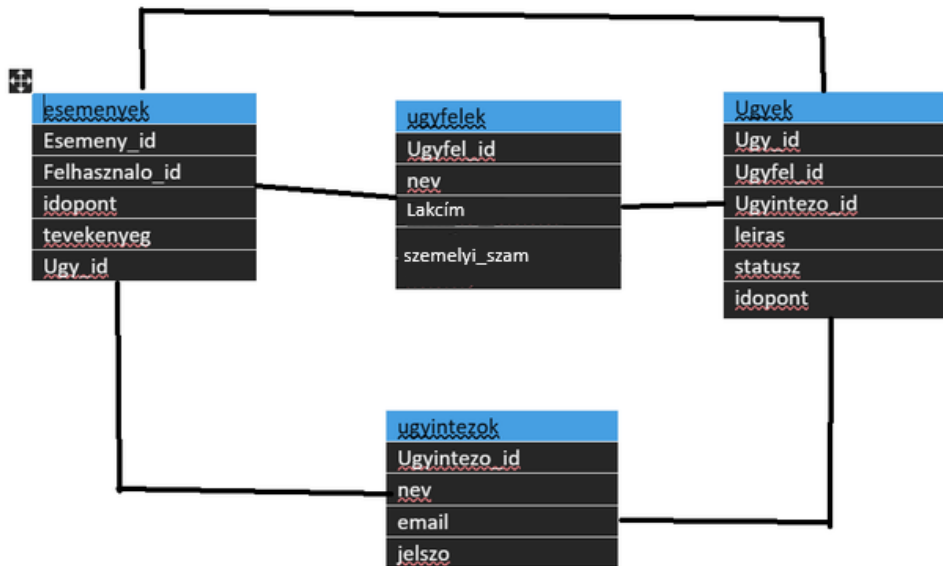 esemenyek
Esemeny_id
Felhasznalo_id
idopont
tevekenyeg
Ugy_id
ugyfelek
Ugyfel_id
nev
Lakcím
szemelyi_szam
Ugyek
Ugy_id
Ugyfel_id
Ugyintezo_id
leiras
statusz
idopont
ugyintezok
Ugyintezo_id
nev
email
jelszo